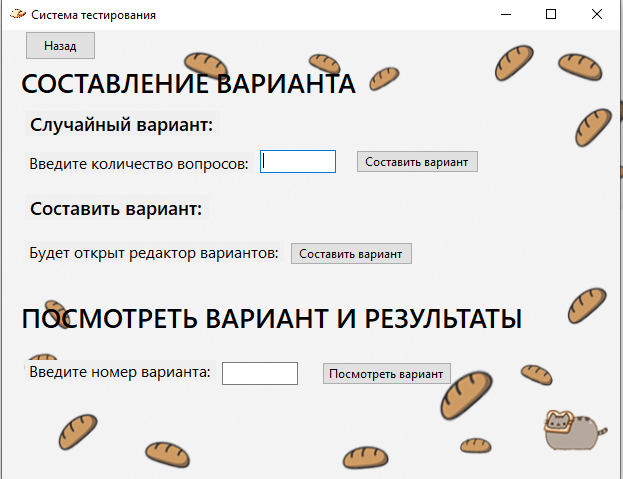 Система тестирования
Назад
СОСТАВЛЕНИЕ ВАРИАНТА
Случайный вариант:
Введите количество вопросов:
Составить вариант
Составить вариант:
Будет открыт редактор вариантов:
Составить вариант
ПОСМОТРЕТЬ ВАРИАНТ И РЕЗУЛЬТАТЫ
Введите номер варианта:
Посмотреть вариант